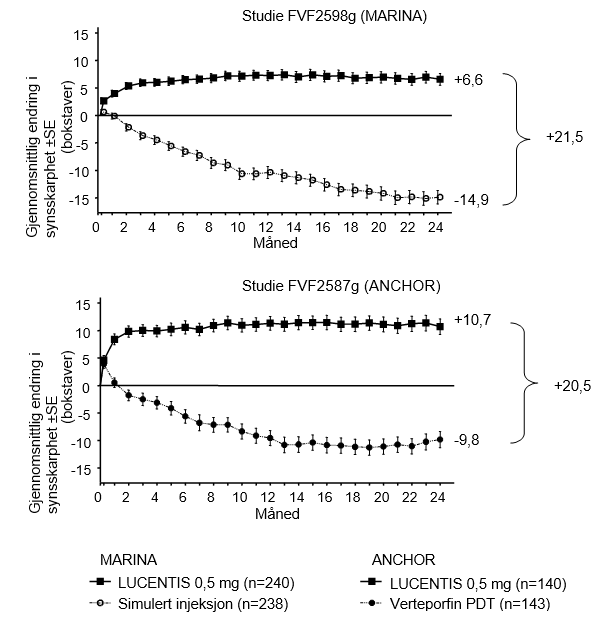 Studie FVF2598g (MARINA)
Gjennomsnittlig endring i
synsskarphet ±SE
(bokstaver)
15
10
5
0
-5
-10
-15
+6,6
-14,9
+21,5
0 2 4 6 8 10 12 14 16 18 20 22 24
Måned
Studie FVF2587g (ANCHOR)
Gjennomsnittlig endring i
synsskarphet ±SE
(bokstaver)
15
10
5
0
-5
-10
-15
+10,7
-9,8
+20,5
0 2 4 6 8 10 12 14 16 18 20 22 24
Måned
MARINA
LUCENTIS 0,5 mg (n=240)
Simulert injeksjon (n=238)
ANCHOR
LUCENTIS 0,5 mg (n=140)
Verteporfin PDT (n=143)